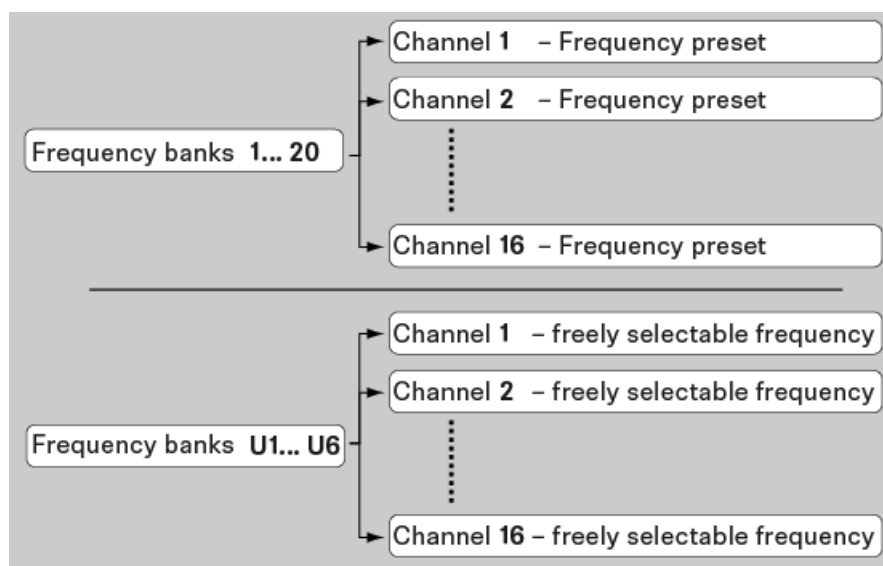 Channel 1 – Frequency preset
Channel 2 – Frequency preset
Frequency banks 1... 20
Channel 16 – Frequency preset
Channel 1 – freely selectable frequency
Channel 2 – freely selectable frequency
Frequency banks U1... U6
Channel 16 – freely selectable frequency